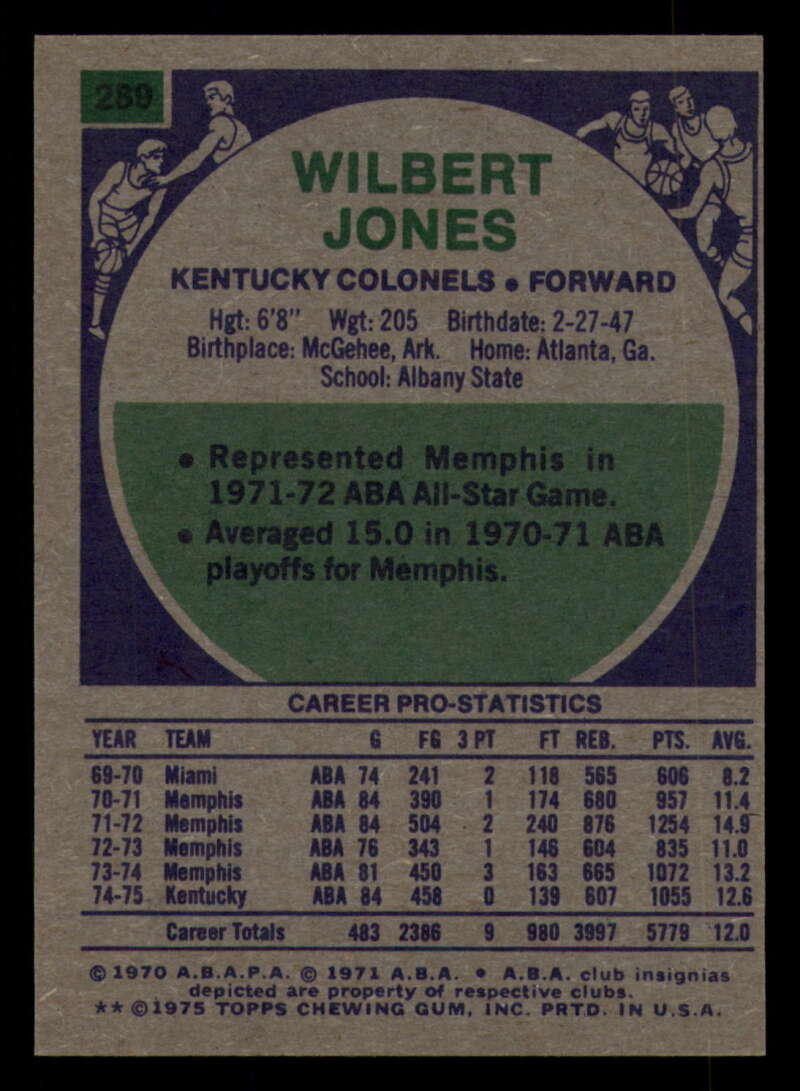 289
WILBERT
JONES
KENTUCKY COLONELS • FORWARD
Hgt: 6'8" Wgt: 205 Birthdate: 2-27-47
Birthplace: McGehee, Ark. Home: Atlanta, Ga.
School: Albany State
• Represented Memphis in
1971-72 ABA All-Star Game.
• Averaged 15.0 in 1970-71 ABA
playoffs for Memphis.
CAREER PRO-STATISTICS
YEAR TEAM G FG 3 PT FT REB. PTS. AVG.
69-70 Miami ABA 74 241 2 118 565 606 8.2
70-71 Memphis ABA 84 390 1 174 680 957 11.4
71-72 Memphis ABA 84 504 2 240 876 1254 14.9
72-73 Memphis ABA 76 343 1 146 604 835 11.0
73-74 Memphis ABA 81 450 3 163 665 1072 13.2
74-75 Kentucky ABA 84 458 0 139 607 1055 12.6
Career Totals 483 2386 9 980 3997 5779 12.0
© 1970 A.B.A.P.A. © 1971 A.B.A. • A.B.A. club insignias
depicted are property of respective clubs.
** ©1975 TOPPS CHEWING GUM, INC. PRTD. IN U.S.A.